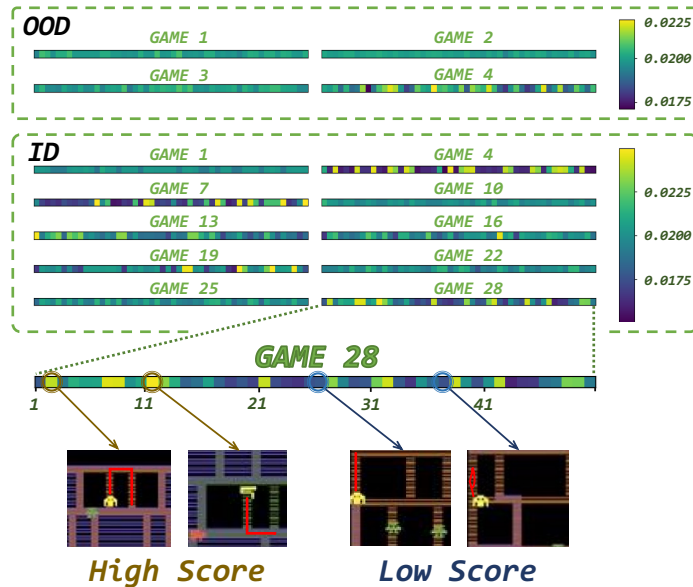 OOD
GAME 1
GAME 2
0.0225
GAME 3
GAME 4
0.0200
0.0175
ID
GAME 1
GAME 4
0.0225
GAME 7
GAME 10
GAME 13
GAME 16
0.0200
GAME 19
GAME 22
0.0175
GAME 25
GAME 28
GAME 28
1 11 21 31 41
High Score
Low Score